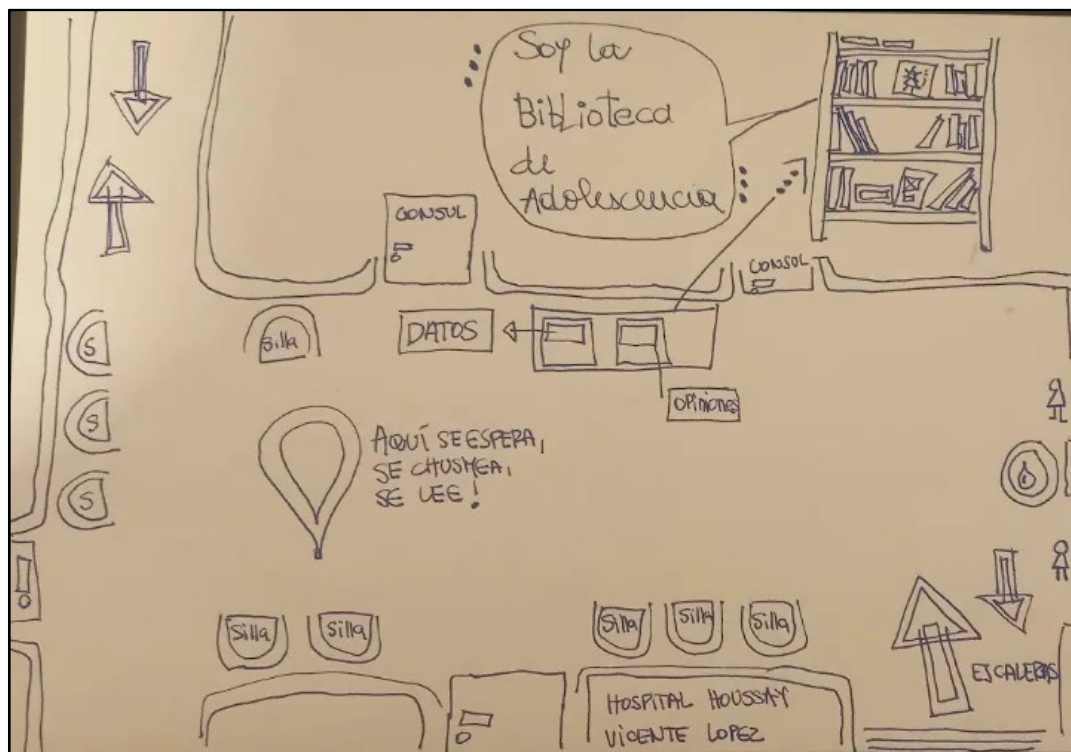 Soy la
Biblioteca
de
Adolescencia
CONSUL
CONSUL
Silla
DATOS
OPINIONES
S
S
S
AQUÍ SE ESPERA,
SE CHUSMEA,
SE LEE!
Silla
Silla
Silla
Silla
Silla
ESCALERAS
HOSPITAL HOUSSAY
VICENTE LOPEZ